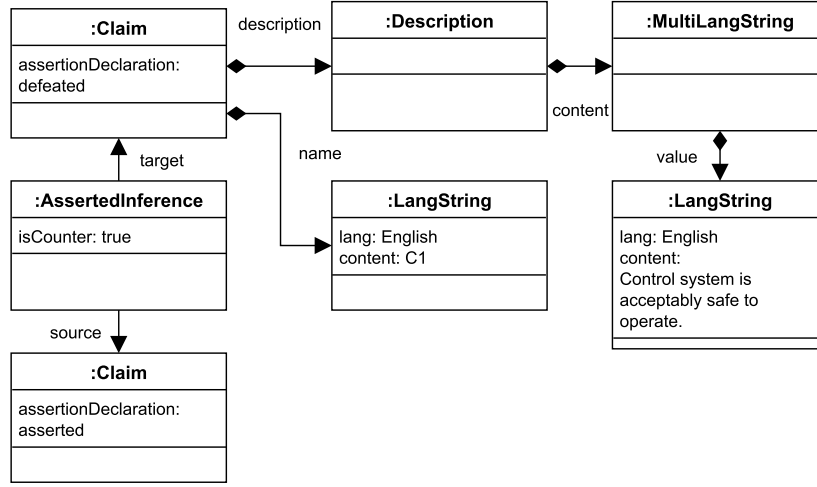 :Claim
assertionDeclaration:
defeated
description
:Description
:MultiLangString
content
name
target
value
:AssertedInference
isCounter: true
:LangString
lang: English
content: C1
:LangString
lang: English
content:
Control system is
acceptably safe to
operate.
source
:Claim
assertionDeclaration:
asserted